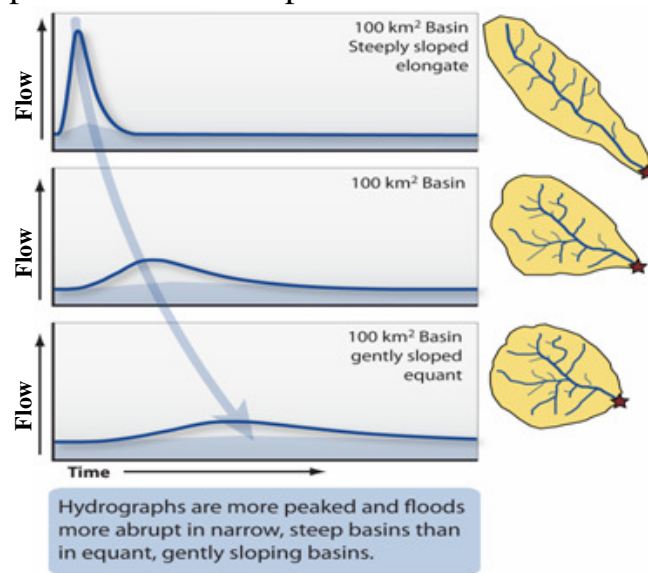 100 km² Basin
Steeply sloped
elongate
Flow
100 km² Basin
Flow
100 km² Basin
gently sloped
equant
Flow
Time
Hydrographs are more peaked and floods
more abrupt in narrow, steep basins than
in equant, gently sloping basins.